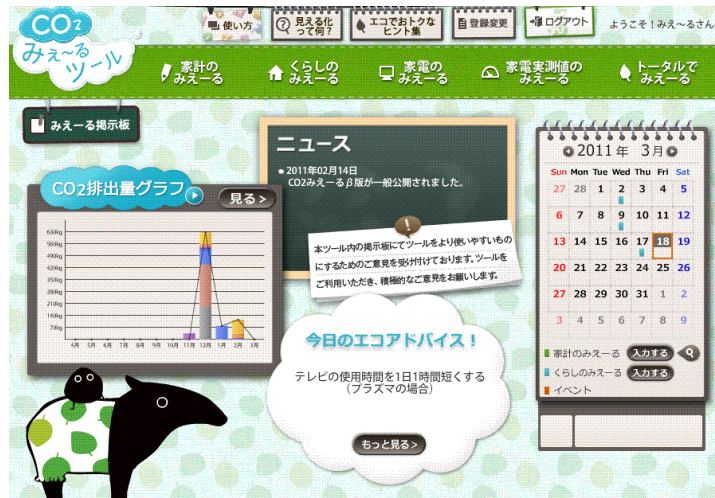 CO2
みえ~る
ツール
使い方
見える化
って何?
エコでおトクな
ヒント集
登録変更
ログアウト
ようこそ!みえ~るさん
家計の
みえーる
くらしの
みえーる
家電の
みえーる
家電実測値の
みえーる
トータルで
みえーる
みえーる掲示板
ニュース
2011年02月14日
CO2みえーるβ版が一般公開されました。
本ツール内の掲示板にてツールをより使いやすいもの
にするためのご意見を受け付けております。ツールを
ご利用いただき、積極的なご意見をお願いします。
CO2排出量グラフ
見る>
630kg
560kg
490kg
420kg
350kg
280kg
210kg
140kg
70kg
4月 5月 6月 7月 8月 9月 10月 11月 12月 1月 2月 3月
今日のエコアドバイス!
テレビの使用時間を1日1時間短くする
(プラズマの場合)
もっと見る>
2011年 3月
Sun Mon Tue Wed Thu Fri Sat
27 28 1 2 3 4 5
6 7 8 9 10 11 12
13 14 15 16 17 18 19
20 21 22 23 24 25 26
27 28 29 30 31 1 2
3 4 5 6 7 8 9
家計のみえーる 入力する
くらしのみえーる 入力する
イベント